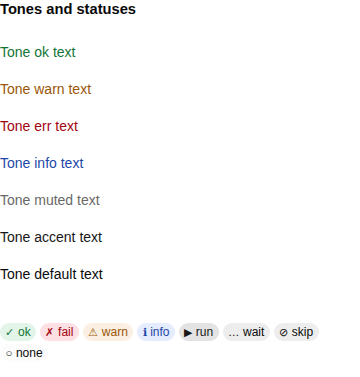 Tones and statuses
Tone ok text
Tone warn text
Tone err text
Tone info text
Tone muted text
Tone accent text
Tone default text
✓ ok ✗ fail ⚠ warn ℹ info ▶ run … wait ⊘ skip
○ none